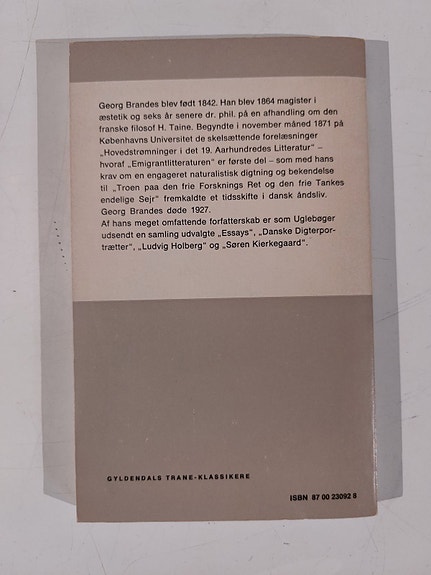 Georg Brandes blev født 1842. Han blev 1864 magister i
æstetik og seks år senere dr. phil. på en afhandling om den
franske filosof H. Taine. Begyndte i november måned 1871 på
Københavns Universitet de skelsættende forelæsninger
„Hovedstrømninger i det 19. Aarhundredes Litteratur“ –
hvoraf „Emigrantlitteraturen“ er første del – som med hans
krav om en engageret naturalistisk digtning og bekendelse
til „Troen paa den frie Forsknings Ret og den frie Tankes
endelige Sejr“ fremkaldte et tidsskifte i dansk åndsliv.
Georg Brandes døde 1927.
Af hans meget omfattende forfatterskab er som Uglebøger
udsendt en samling udvalgte „Essays“, „Danske Digterpor-
trætter“, „Ludvig Holberg“ og „Søren Kierkegaard“.
GYLDENDALS TRANE-KLASSIKERE
ISBN 87 00 23092 8